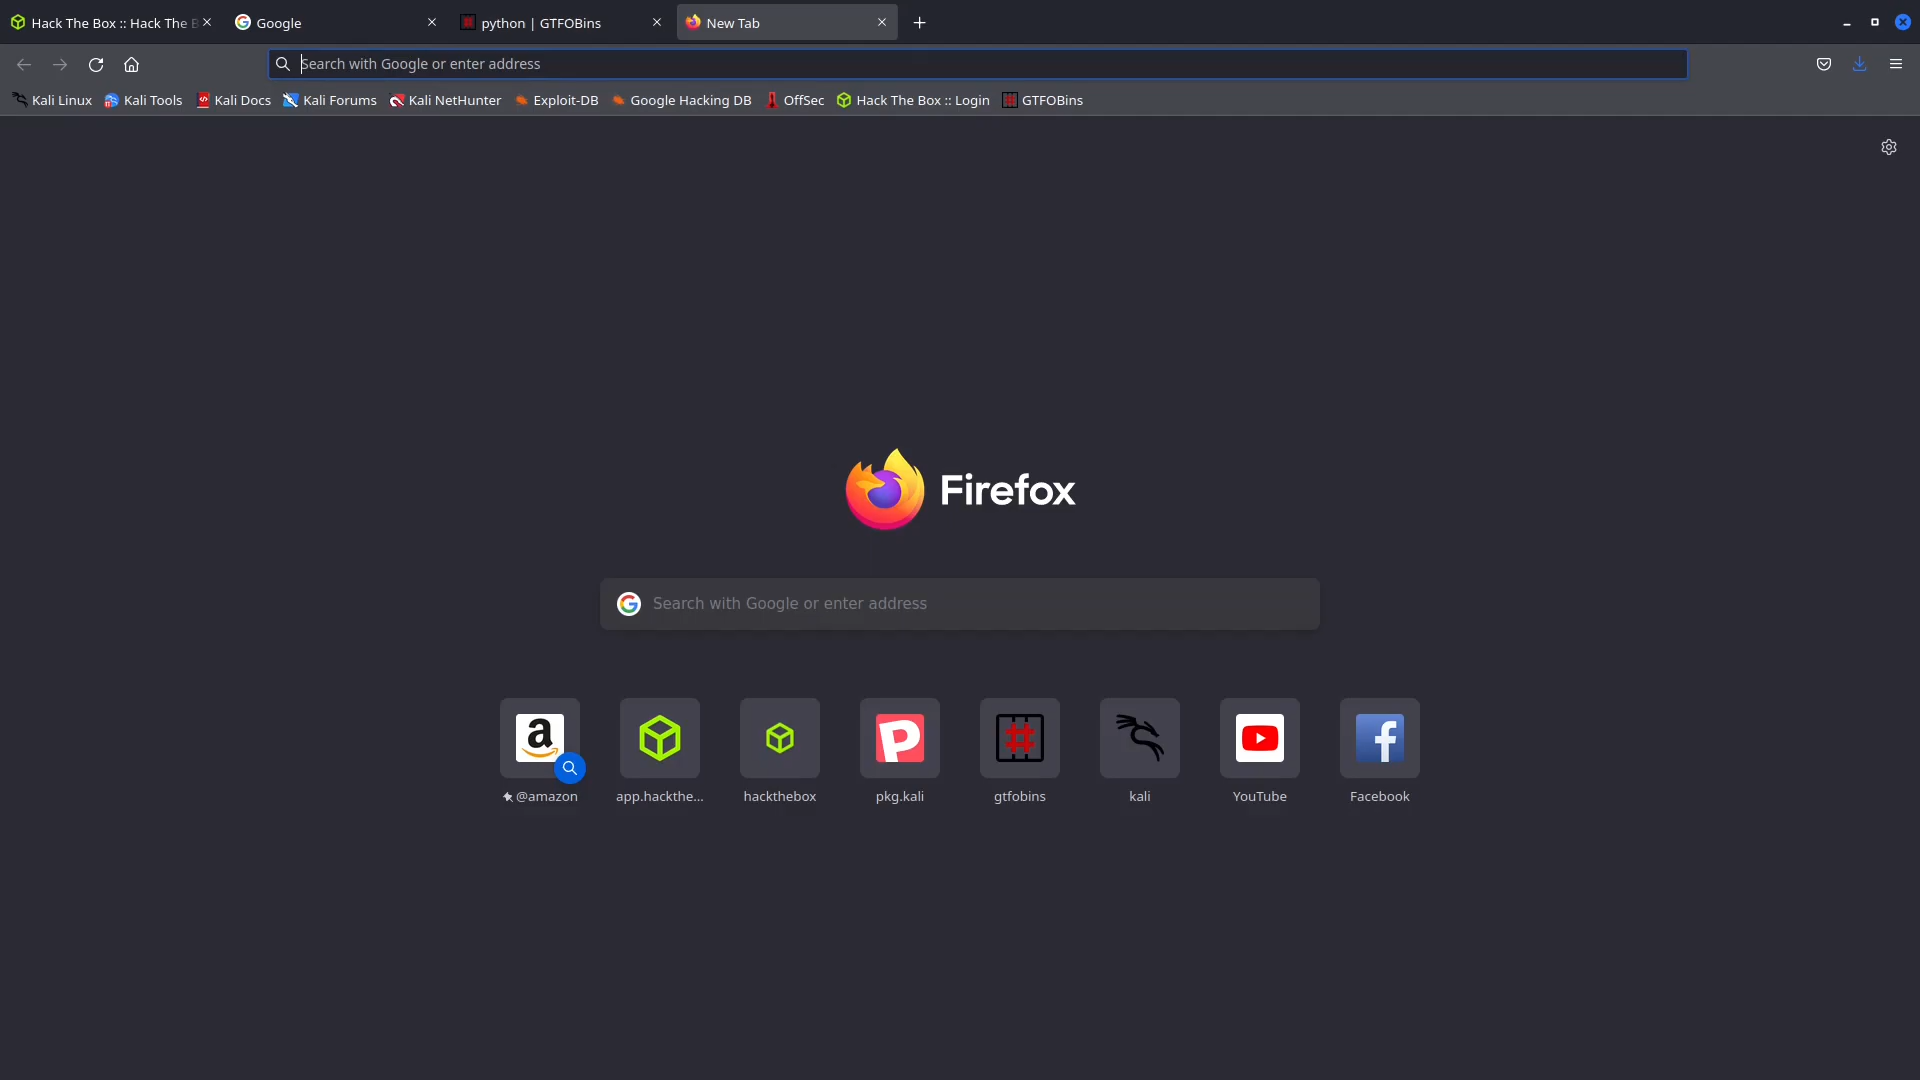 Hack The Box :: Hack The B
Google
python | GTFOBins
New Tab
Search with Google or enter address
Kali Linux
Kali Tools
Kali Docs
Kali Forums
Kali NetHunter
Exploit-DB
Google Hacking DB
OffSec
Hack The Box :: Login
GTFOBins
Firefox
Search with Google or enter address
@amazon
app.hackthe...
hackthebox
pkg.kali
gtfobins
kali
YouTube
Facebook